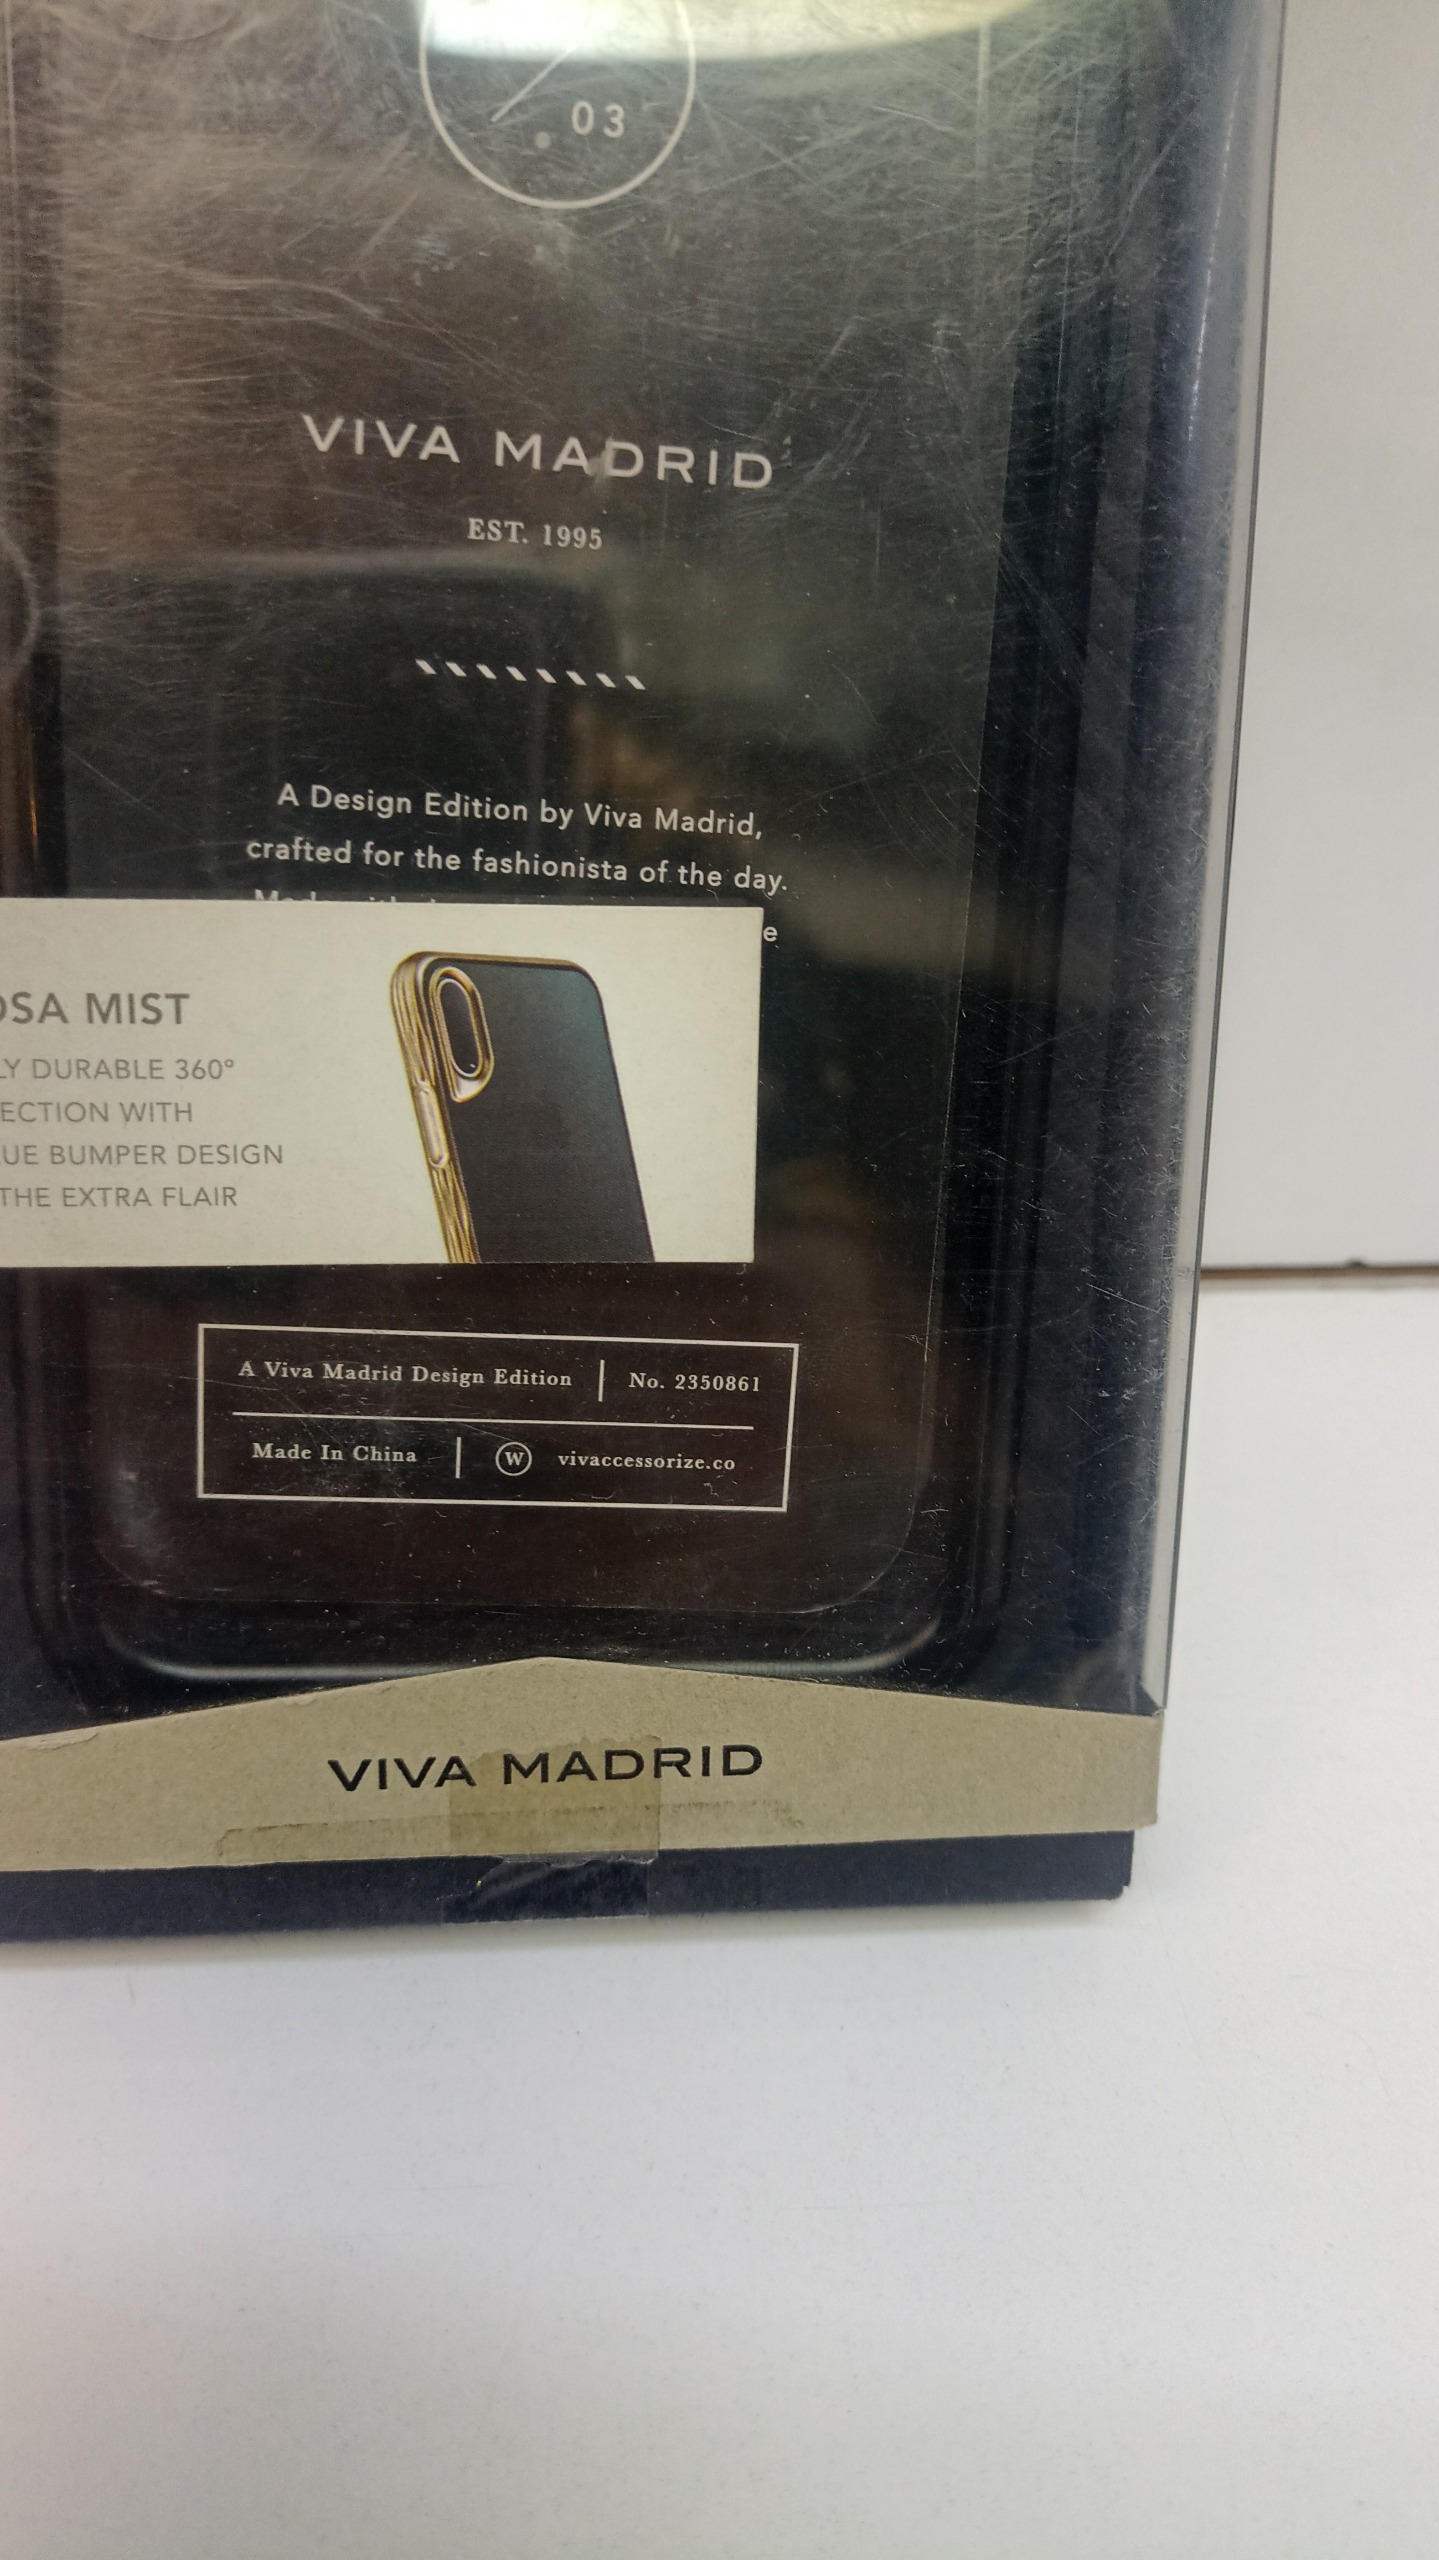 03
VIVA MADRID
EST. 1995
A Design Edition by Viva Madrid,
crafted for the fashionista of the day.
e
OSA MIST
LY DURABLE 360°
ECTION WITH
UE BUMPER DESIGN
THE EXTRA FLAIR
A Viva Madrid Design Edition | No. 2350861
Made In China | W vivaccessorize.co
VIVA MADRID